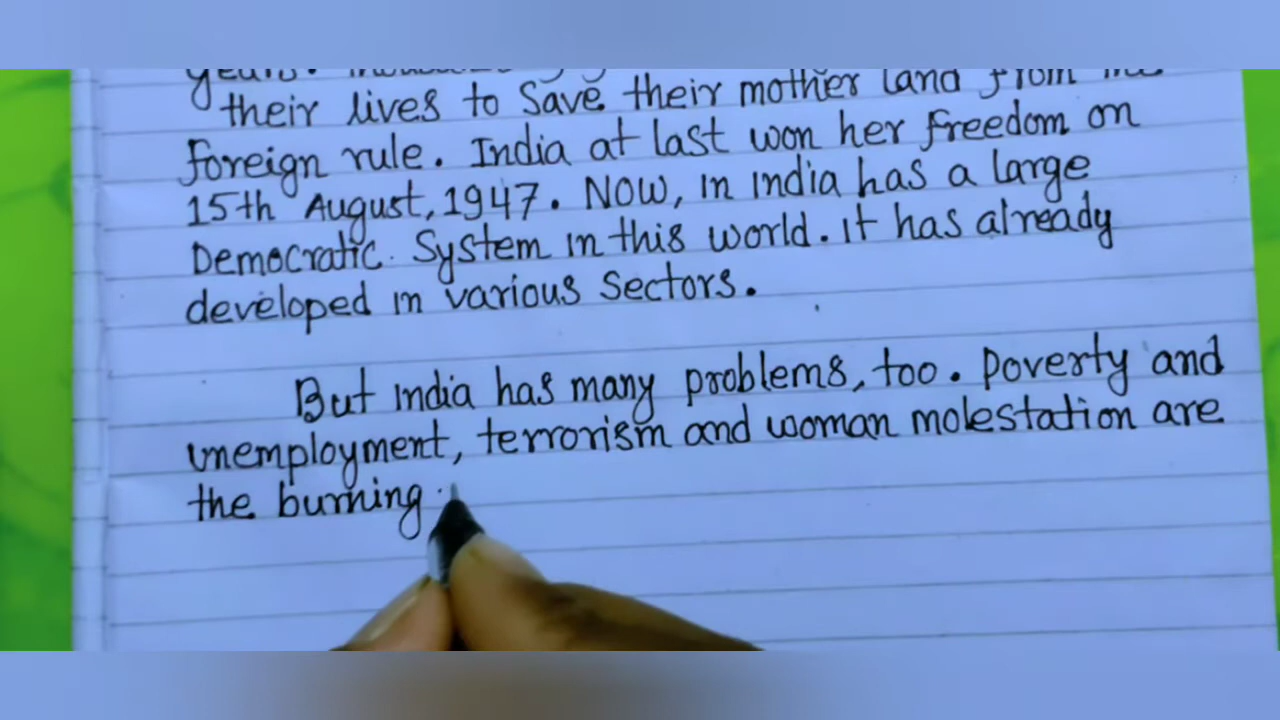 years.
their lives to Save their mother land from the
foreign rule. India at last won her freedom on
15th August, 1947. Now, in India has a large
Democratic System in this world. it has already
developed in various Sectors.
But India has many problems, too. Poverty and
unemployment, terrorism and woman molestation are
the burning